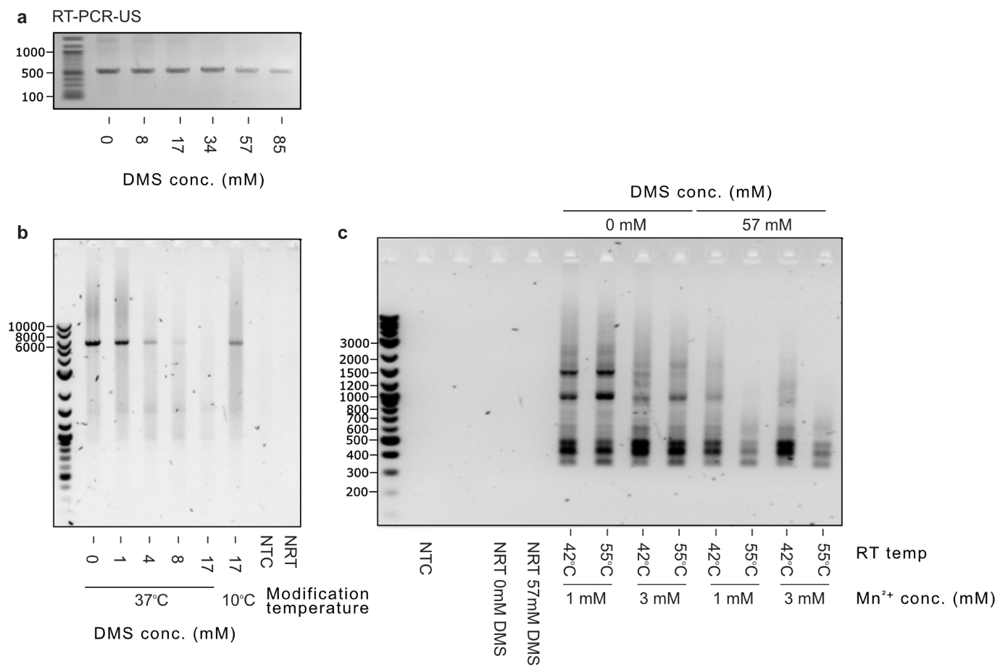 a RT-PCR-US
1000
500
100
0 8 17 34 57 85
DMS conc. (mM)
b
10000
8000
6000
0 1 4 8 17 17 NTC NRT
37°C 10°C Modification
temperature
DMS conc. (mM)
c
DMS conc. (mM)
0 mM 57 mM
3000
2000
1500
1200
1000
800
700
600
500
400
300
200
NTC NRT 0mM DMS NRT 57mM DMS 42°C 55°C 42°C 55°C 42°C 55°C 42°C 55°C RT temp
1 mM 3 mM 1 mM 3 mM Mn²⁺ conc. (mM)